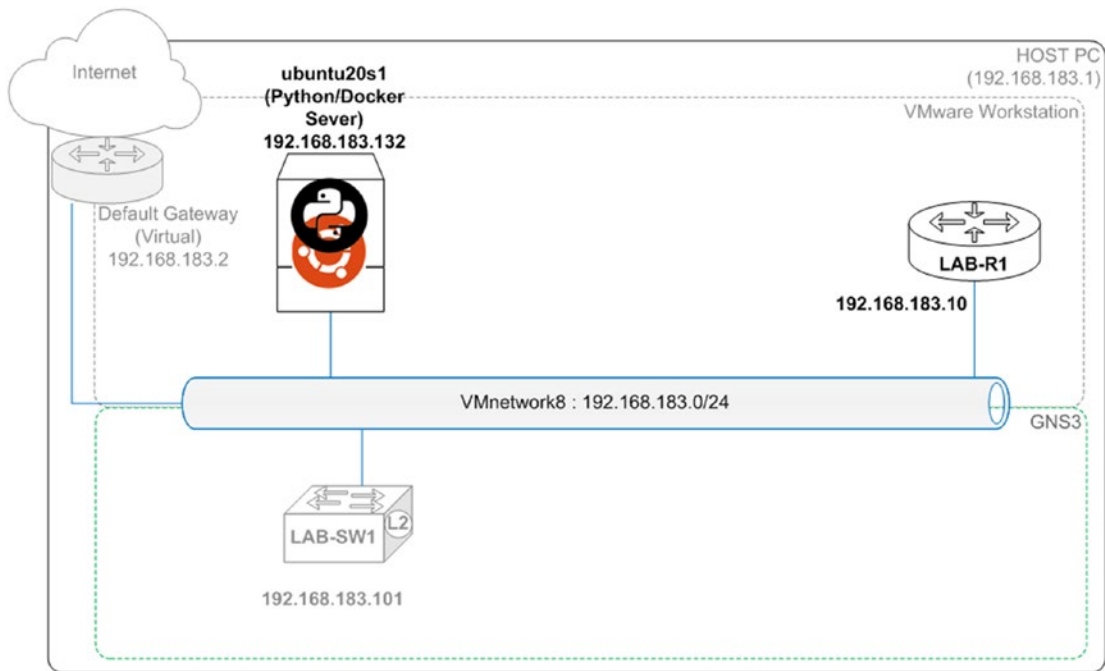 Internet
HOST PC
(192.168.183.1)
ubuntu20s1
(Python/Docker
Sever)
192.168.183.132
VMware Workstation
Default Gateway
(Virtual)
192.168.183.2
LAB-R1
192.168.183.10
VMnetwork8 : 192.168.183.0/24
GNS3
L2
LAB-SW1
192.168.183.101